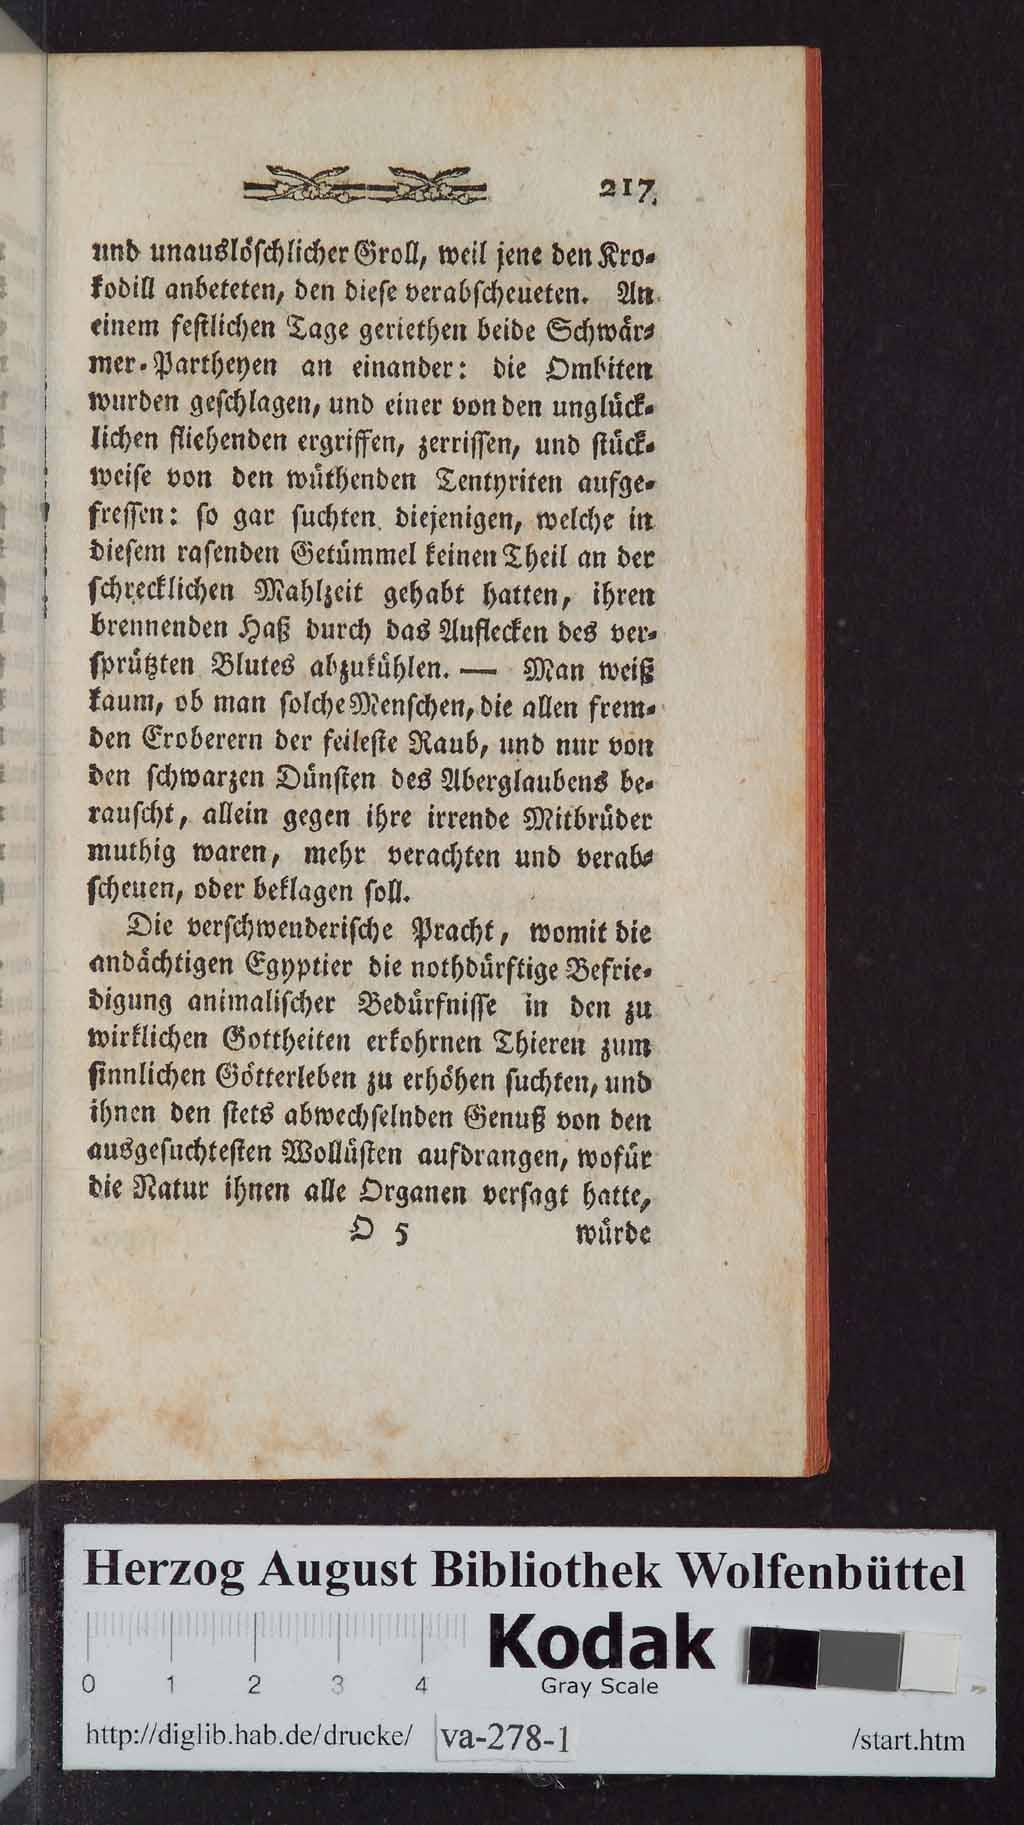 217.
und unauslöschlicher Groll, weil jene den Kro-
kodill anbeteten, den diese verabscheueten. An
einem festlichen Tage geriethen beide Schwär-
mer-Partheyen an einander: die Ombiten
wurden geschlagen, und einer von den unglück-
lichen fliehenden ergriffen, zerrissen, und stück-
weise von den wüthenden Tentyriten aufge-
fressen: so gar suchten diejenigen, welche in
diesem rasenden Getümmel keinen Theil an der
schrecklichen Mahlzeit gehabt hatten, ihren
brennenden Haß durch das Auflecken des ver-
sprützten Blutes abzukühlen. — Man weiß
kaum, ob man solche Menschen, die allen frem-
den Eroberern der feileste Raub, und nur von
den schwarzen Dünsten des Aberglaubens be-
rauscht, allein gegen ihre irrende Mitbrüder
muthig waren, mehr verachten und verab-
scheuen, oder beklagen soll.
Die verschwenderische Pracht, womit die
andächtigen Egyptier die nothdürftige Befrie-
digung animalischer Bedürfnisse in den zu
wirklichen Gottheiten erkohrnen Thieren zum
sinnlichen Götterleben zu erhöhen suchten, und
ihnen den stets abwechselnden Genuß von den
ausgesuchtesten Wollüsten aufdrangen, wofür
die Natur ihnen alle Organen versagt hatte,
O 5 würde
Herzog August Bibliothek Wolfenbüttel
0 1 2 3 4
Kodak
Gray Scale
http://diglib.hab.de/drucke/ va-278-1 /start.htm